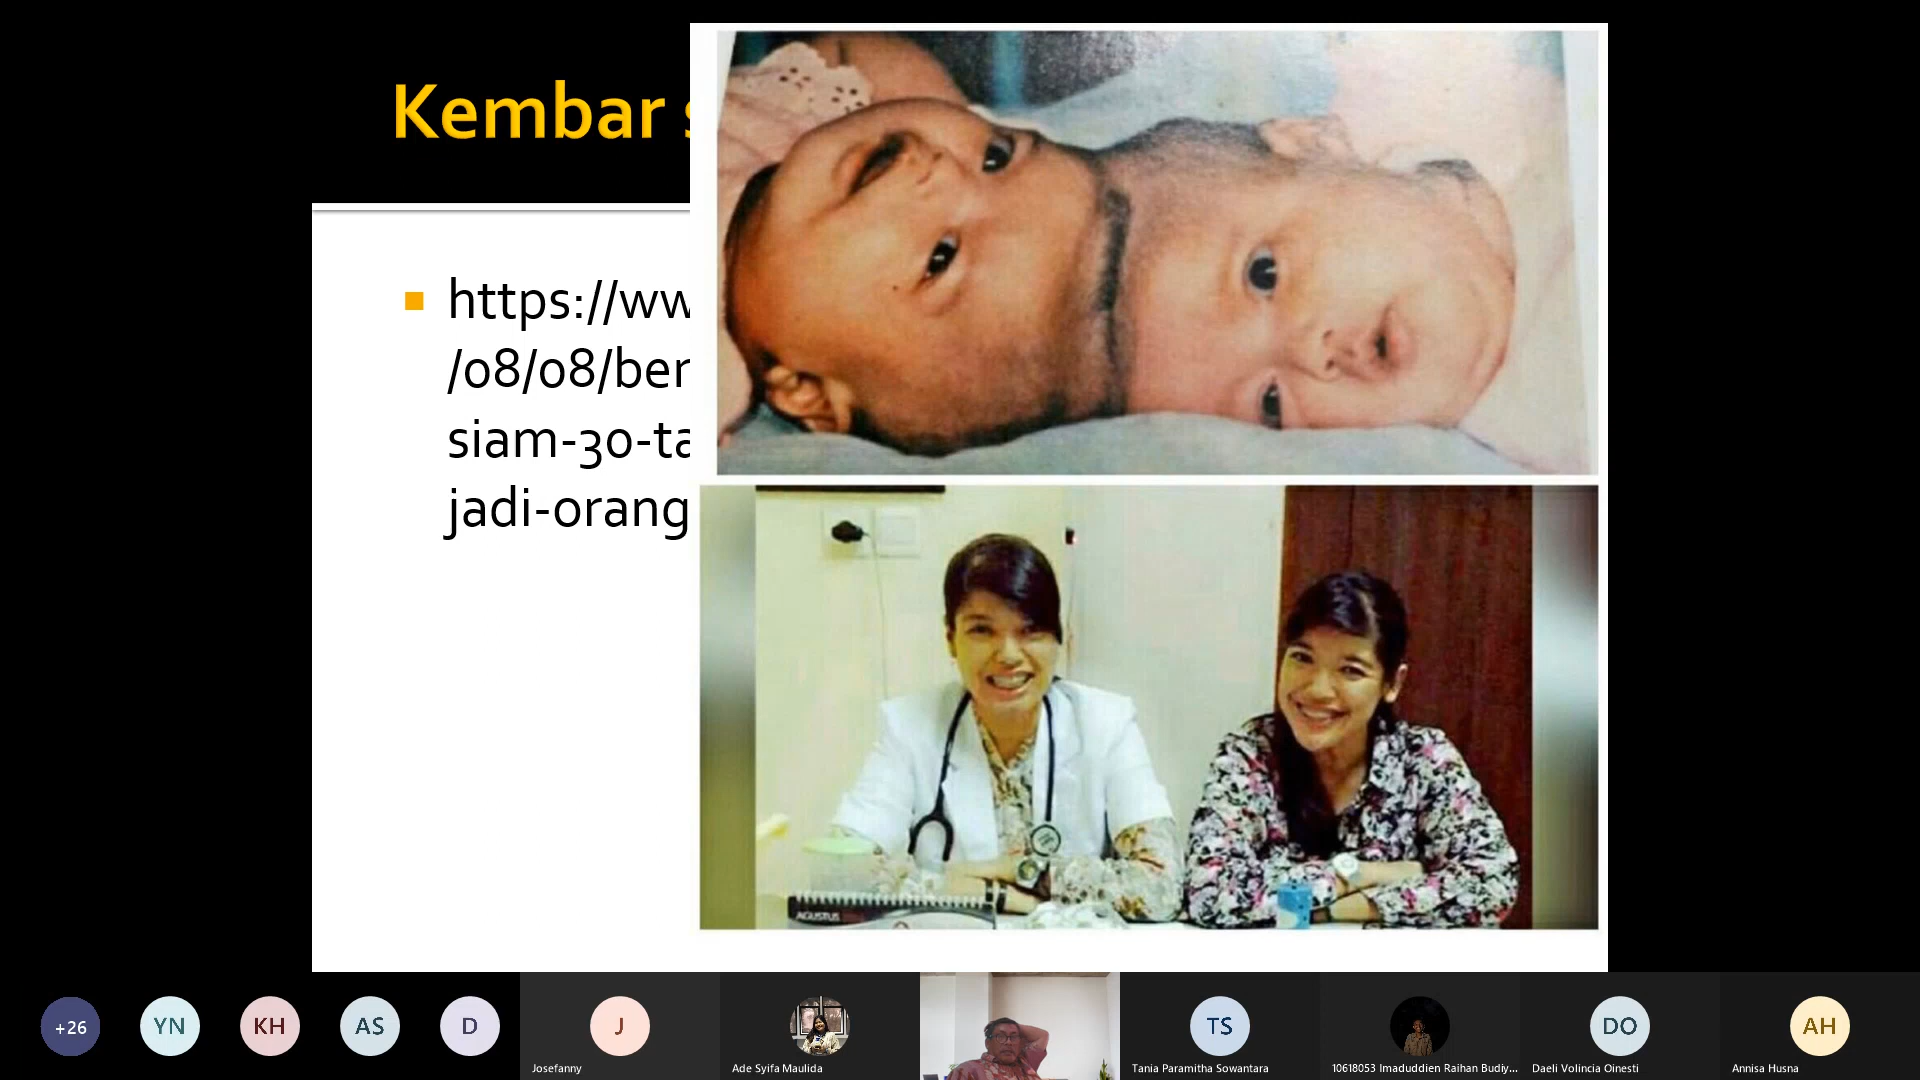 Kembar
https://ww
/08/08/ber
siam-30-ta
jadi-orang
AGUSTUS
+26
YN
KH
AS
D
J
TS
DO
AH
Josefanny
Ade Syifa Maulida
Tania Paramitha Sowantara
10618053 Imaduddien Raihan Budiy...
Daeli Volincia Oinesti
Annisa Husna